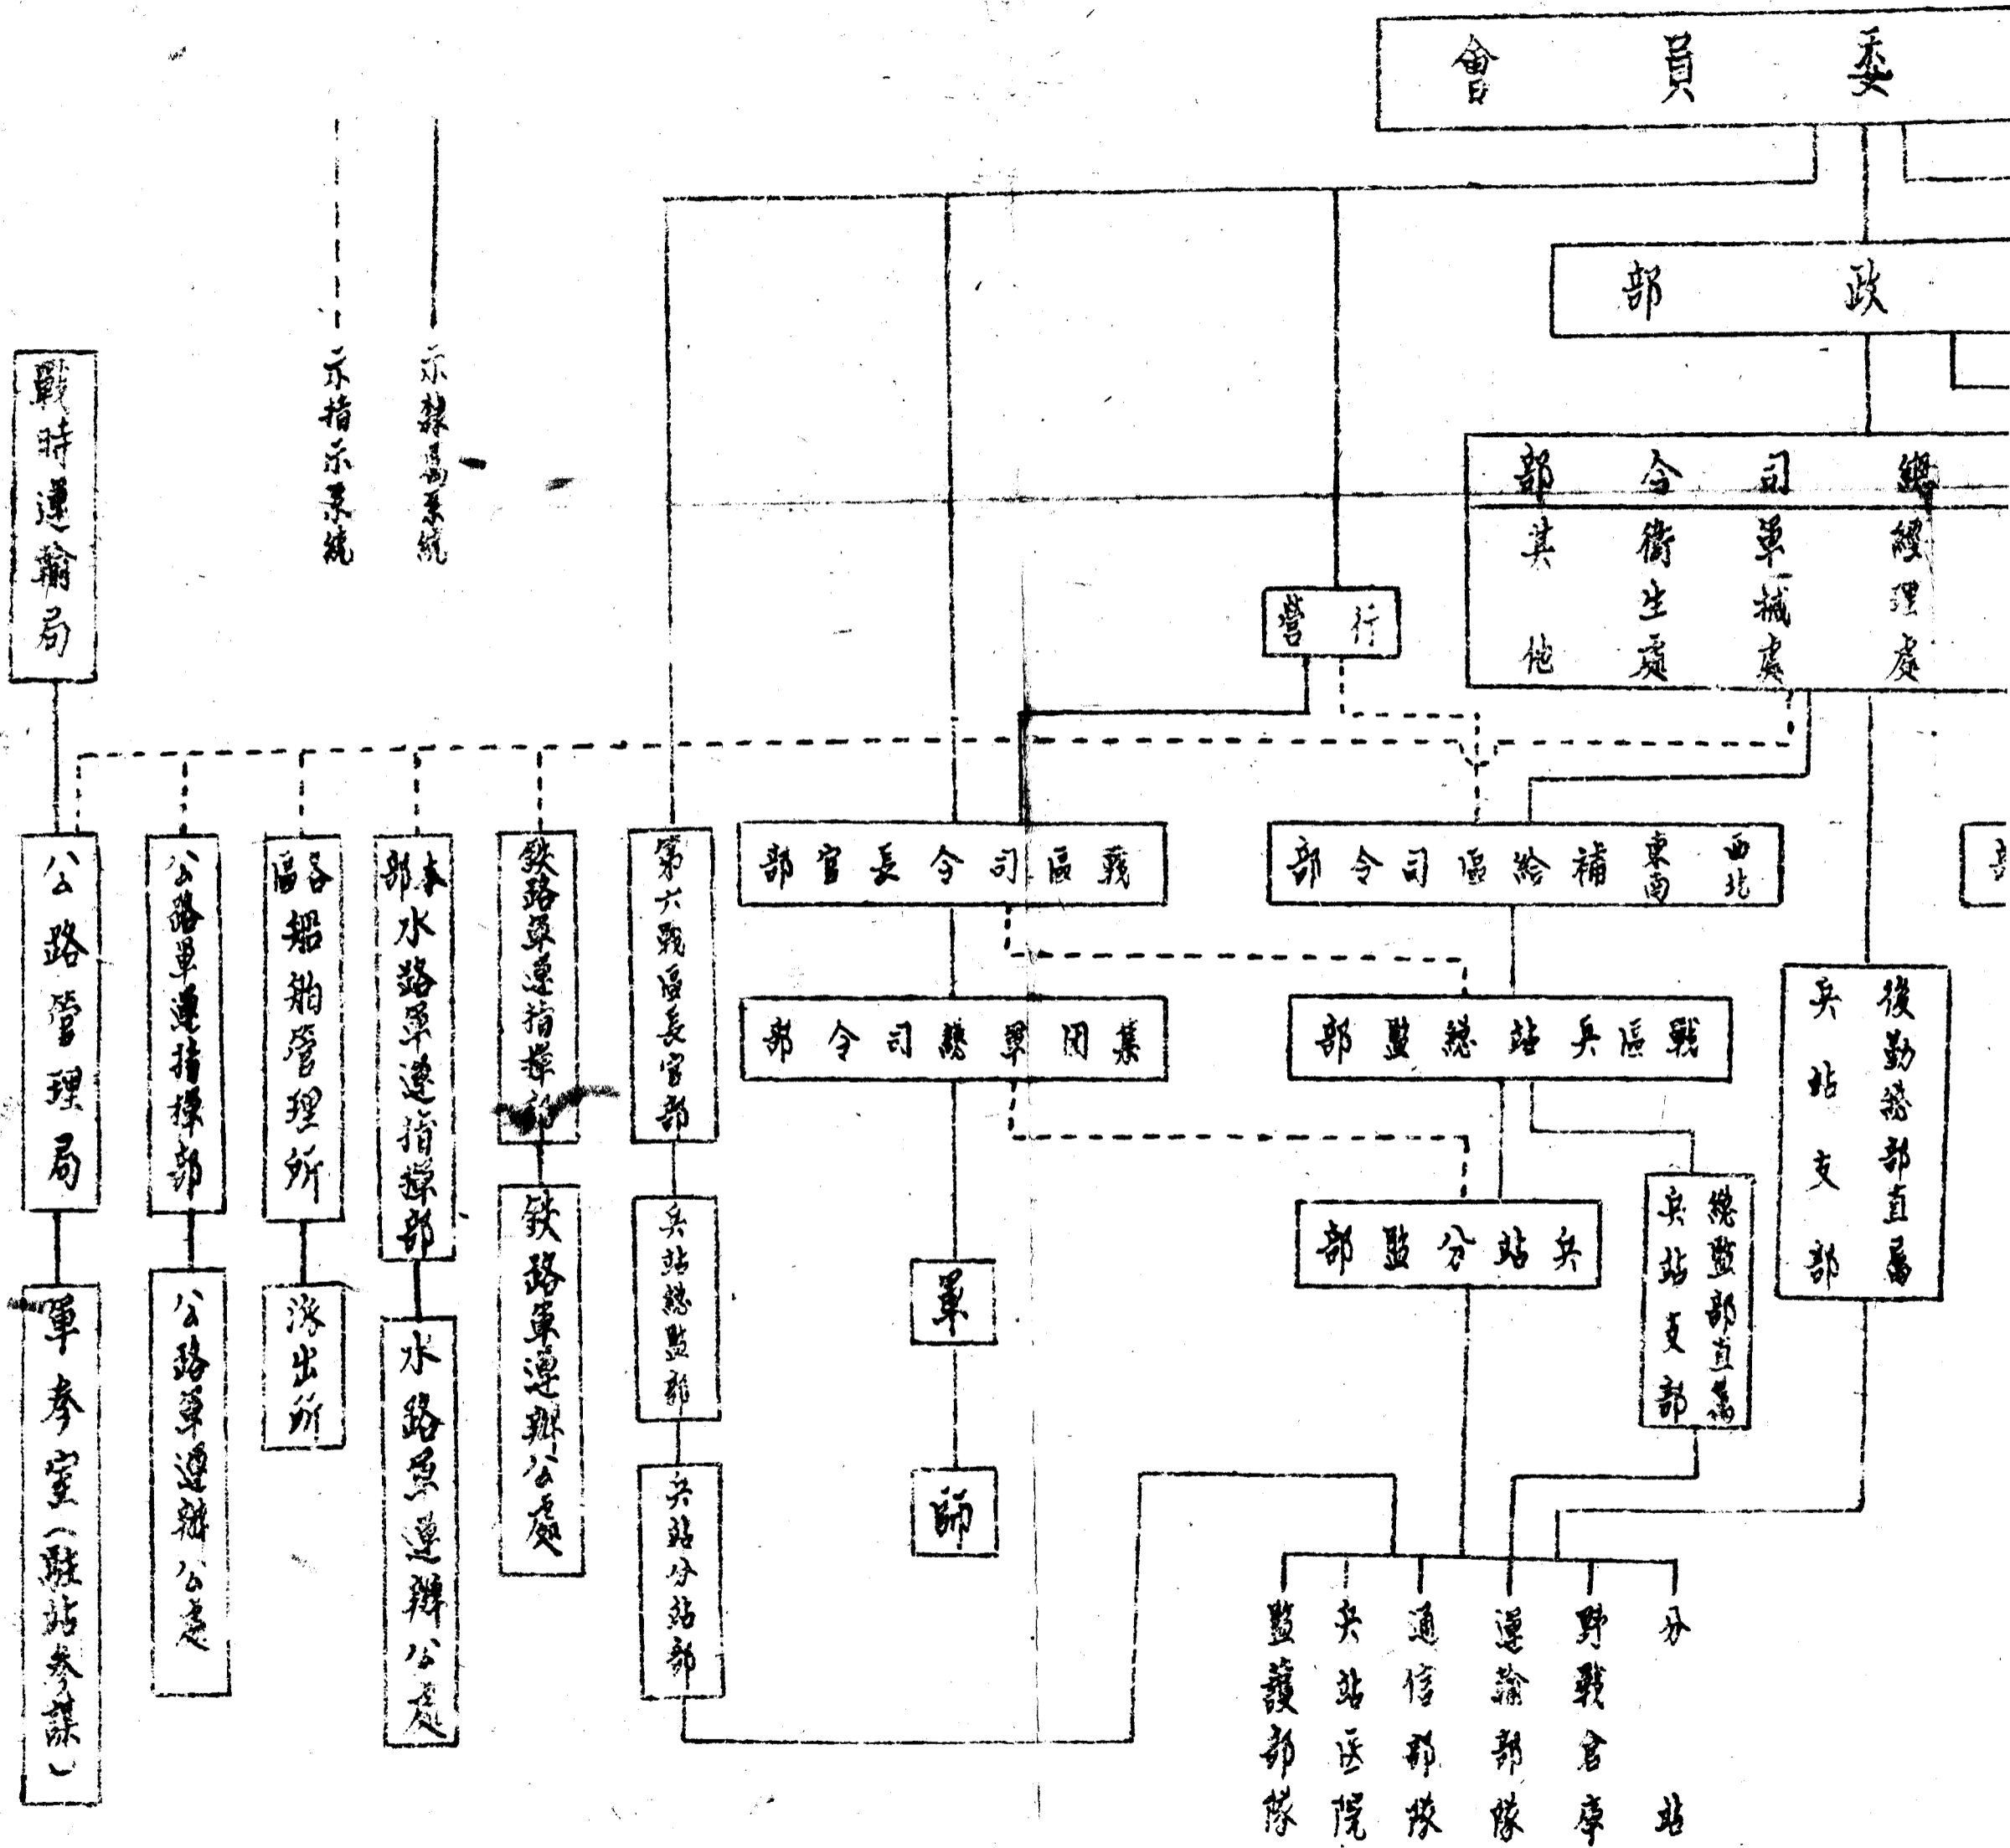 委員會
政部
總司令部
經理處
軍械處
衛生處
其他
行營
示隸屬系統
示指示系統
戰時運輸局
西北
東南
補給區司令部
戰區司令長官部
第六戰區長官部
鉄路軍運指揮部
本部水路軍運指揮部
各區船舶管理所
公路軍運指揮部
公路管理局
後勤總部直屬
兵站支部
戰區兵站總監部
集団軍總司令部
總監部直屬
兵站支部
兵站分監部
兵站總監部
鉄路軍運辦公處
軍
派出所
公路軍運辦公處
水路軍運辦公處
軍參室（駐站參謀）
師
兵站分站部
分站
野戰倉庫
運輸部隊
通信部隊
兵站医院
監護部隊